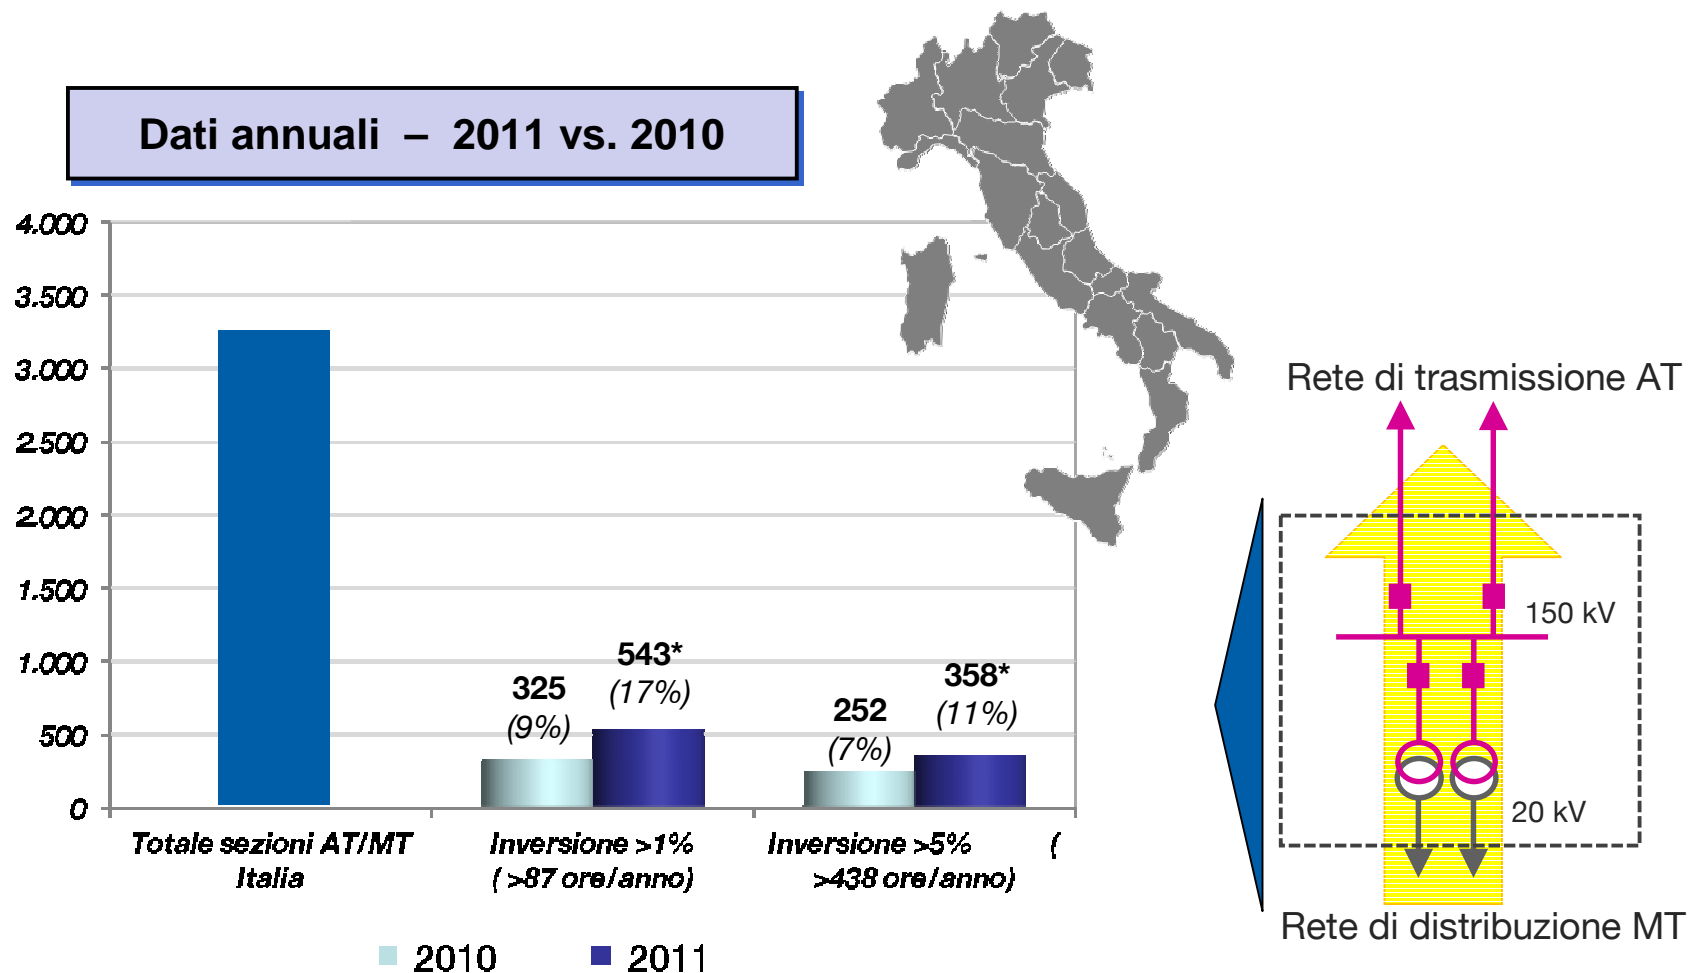 Dati annuali – 2011 vs. 2010
4.000
3.500
3.000
2.500
2.000
1.500
1.000
500
0
325
(9%)
543*
(17%)
252
(7%)
358*
(11%)
Totale sezioni AT/MT
Italia
Inversione >1%
( >87 ore/anno)
Inversione >5% (
>438 ore/anno)
2010
2011
Rete di trasmissione AT
150 kV
20 kV
Rete di distribuzione MT